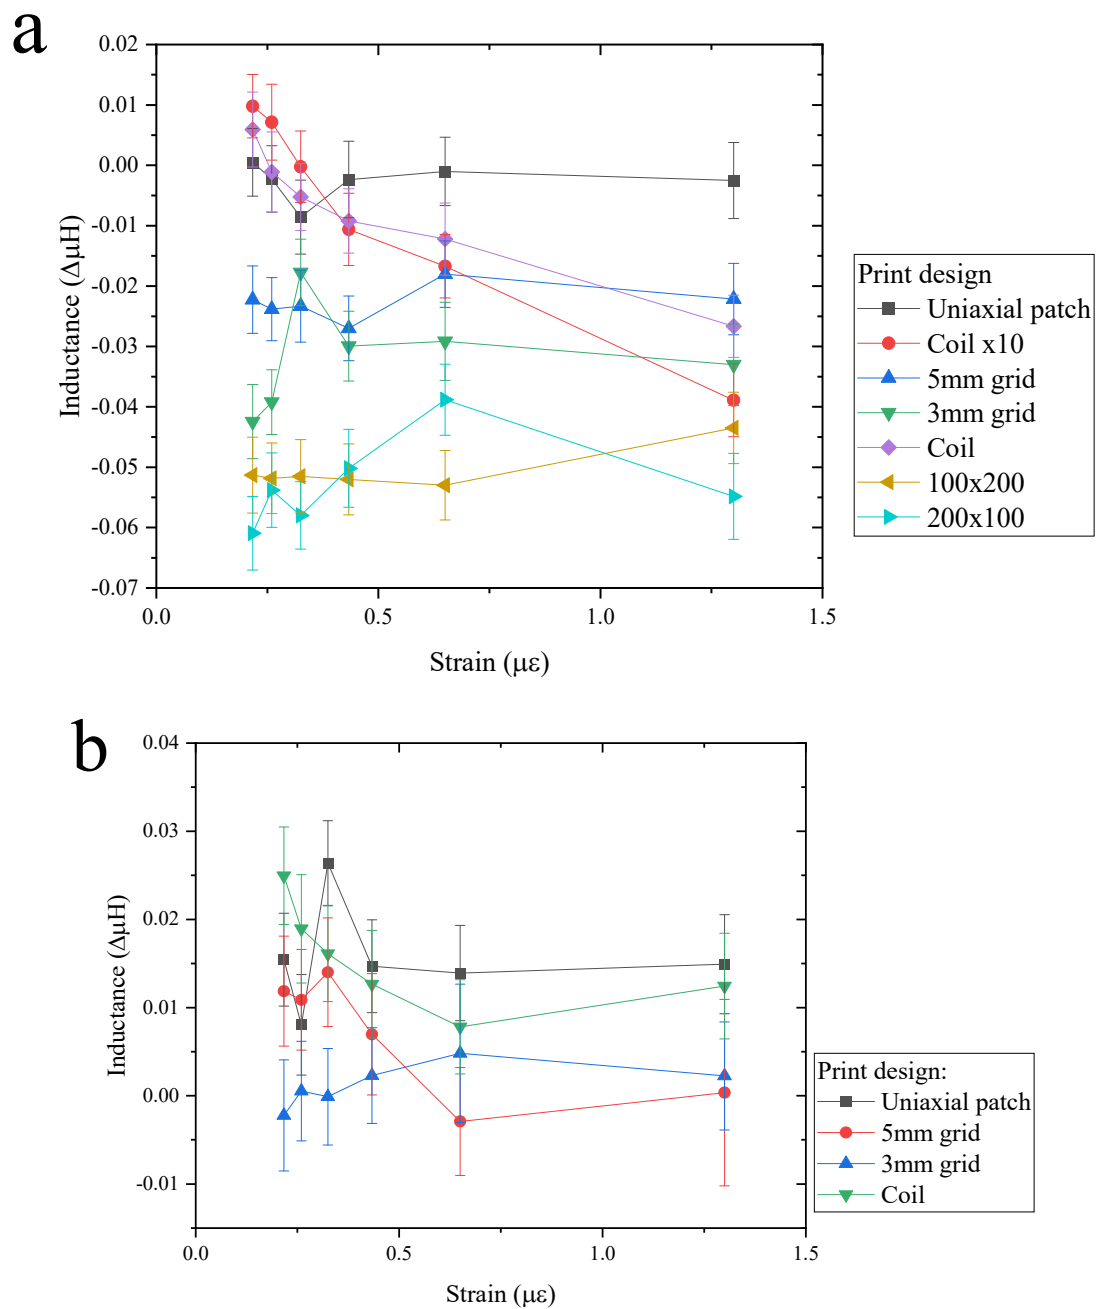 a
0.02
0.01
0.00
-0.01
-0.02
-0.03
-0.04
-0.05
-0.06
-0.07
Inductance (ΔμH)
0.0
0.5
1.0
1.5
Strain (με)
Print design
Uniaxial patch
Coil x10
5mm grid
3mm grid
Coil
100x200
200x100
b
0.04
0.03
0.02
0.01
0.00
-0.01
Inductance (ΔμH)
0.0
0.5
1.0
1.5
Strain (με)
Print design:
Uniaxial patch
5mm grid
3mm grid
Coil